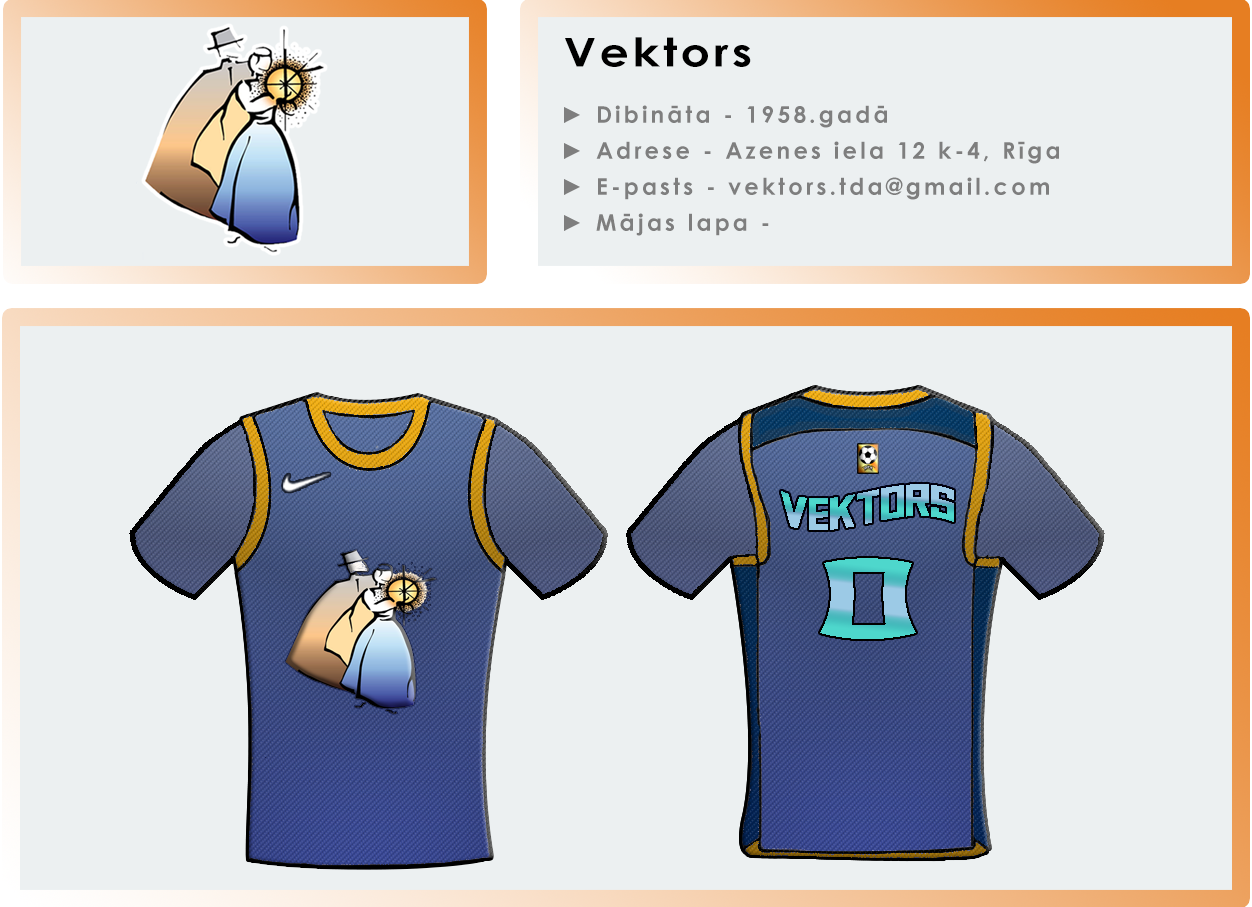 Vektors
► Dibināta - 1958.gadā
► Adrese - Azenes iela 12 k-4, Rīga
► E-pasts - vektors.tda@gmail.com
► Mājas lapa -
VEKTORS
0